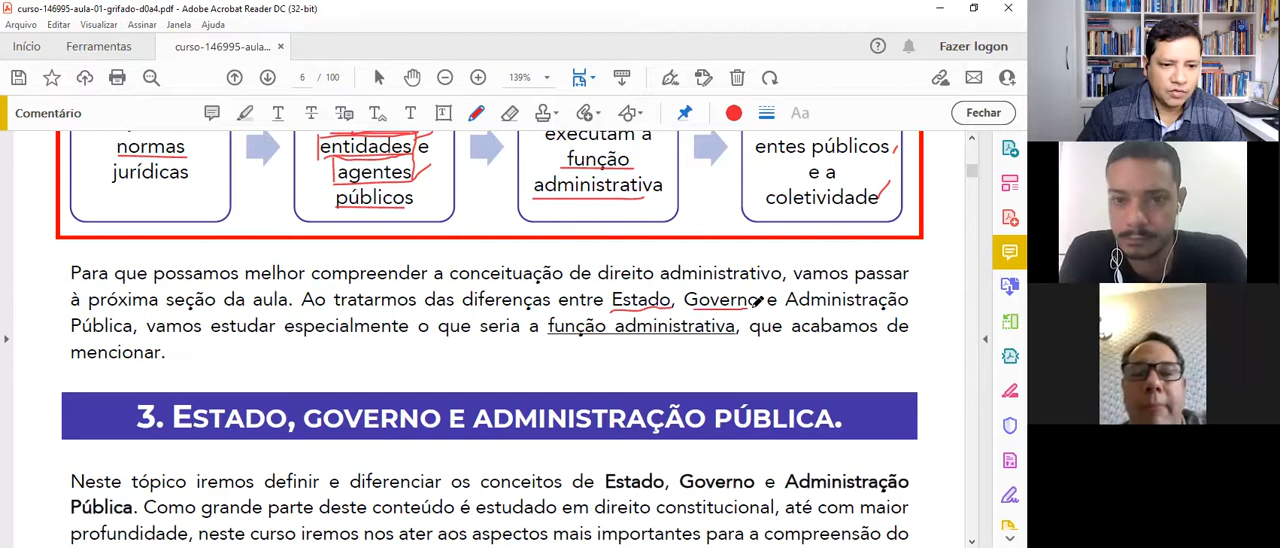 curso-146995-aula-01-grifado-d0a4.pdf - Adobe Acrobat Reader DC (32-bit)
Arquivo Editar Visualizar Assinar Janela Ajuda
Início Ferramentas curso-146995-aula... × Fazer logon
6 / 100 139%
Comentário Aa Fechar
normas
jurídicas
entidades e
agentes
públicos
executam a
função
administrativa
entes públicos
e a
coletividade
Para que possamos melhor compreender a conceituação de direito administrativo, vamos passar
à próxima seção da aula. Ao tratarmos das diferenças entre Estado, Governo e Administração
Pública, vamos estudar especialmente o que seria a função administrativa, que acabamos de
mencionar.
3. ESTADO, GOVERNO E ADMINISTRAÇÃO PÚBLICA.
Neste tópico iremos definir e diferenciar os conceitos de Estado, Governo e Administração
Pública. Como grande parte deste conteúdo é estudado em direito constitucional, até com maior
profundidade, neste curso iremos nos ater aos aspectos mais importantes para a compreensão do